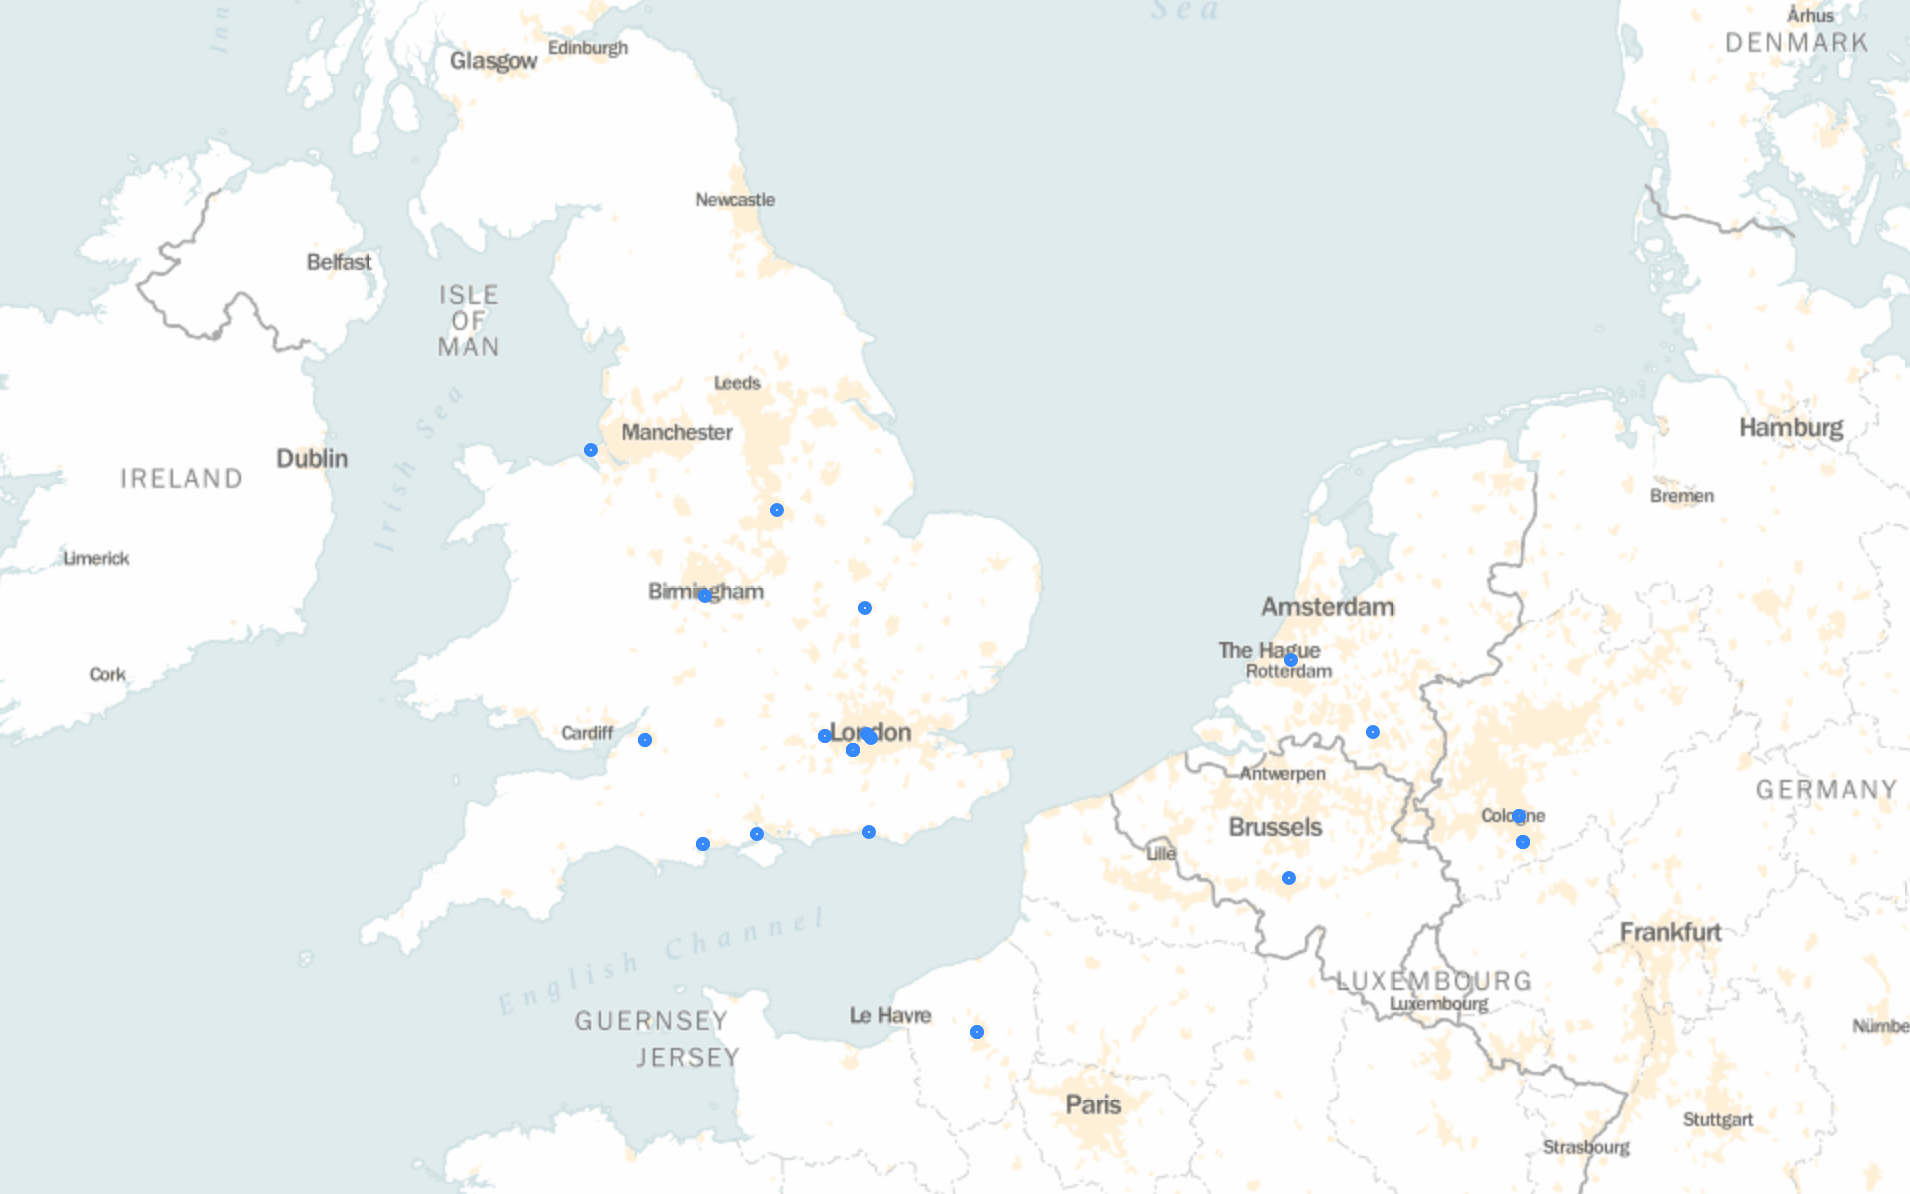 Inn
Sea
Århus
DENMARK
Glasgow
Edinburgh
Newcastle
Belfast
ISLE
OF
MAN
Leeds
Manchester
Hamburg
Dublin
IRELAND
Irish Sea
Bremen
Limerick
Birmingham
Amsterdam
The Hague
Rotterdam
Cork
Cardiff
London
Antwerpen
GERMANY
Cologne
Brussels
Lille
English Channel
Frankfurt
LUXEMBOURG
Luxembourg
Le Havre
GUERNSEY
Nürnbe
JERSEY
Paris
Stuttgart
Strasbourg